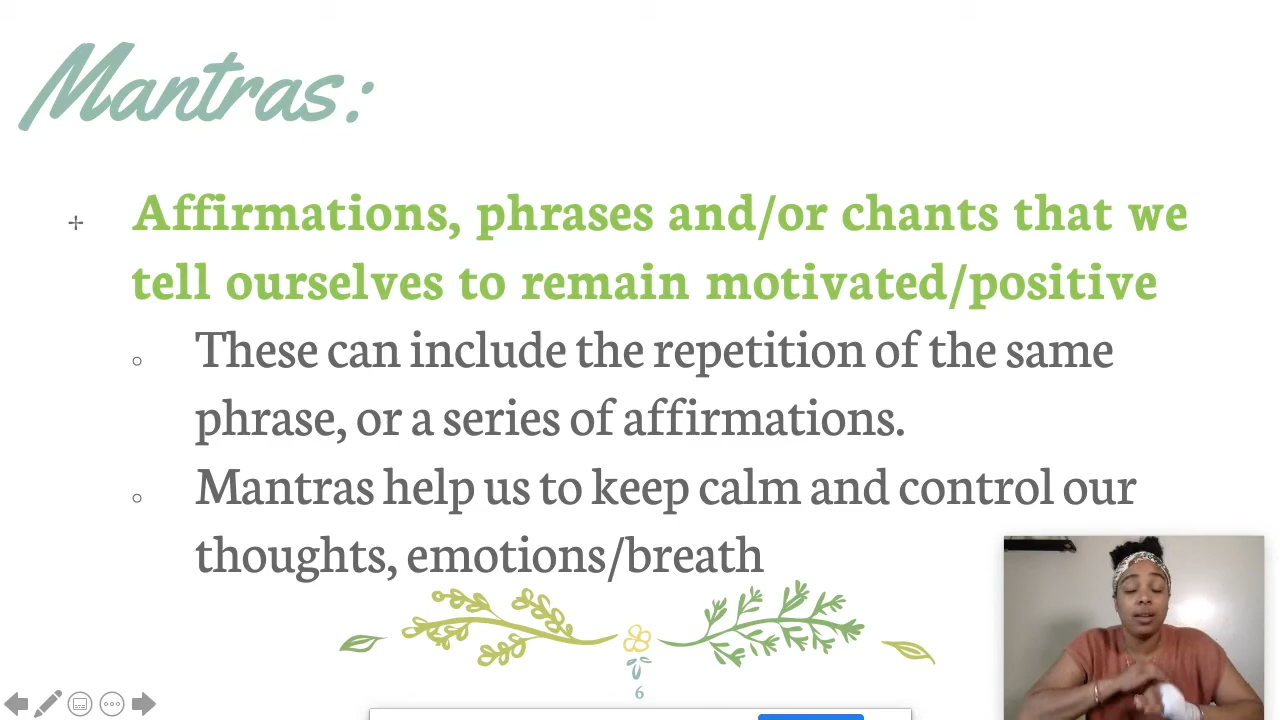 Mantras:
Affirmations, phrases and/or chants that we
tell ourselves to remain motivated/positive
These can include the repetition of the same
phrase, or a series of affirmations.
Mantras help us to keep calm and control our
thoughts, emotions/breath
6